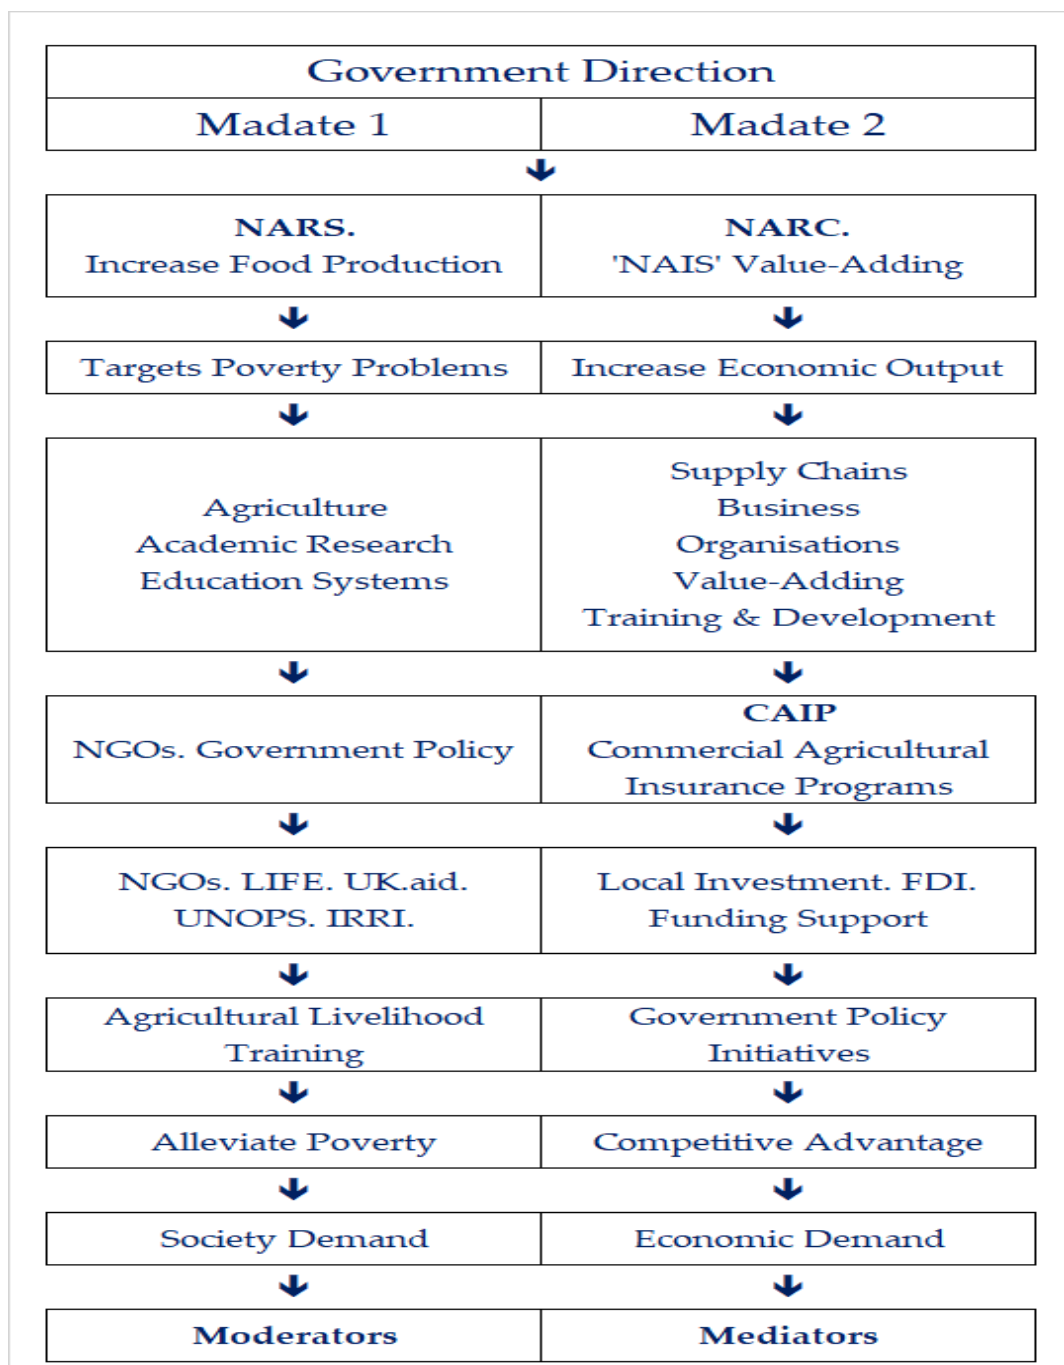 Government Direction
Madate 1
Madate 2
NARS.
Increase Food Production
NARC.
'NAIS' Value-Adding
Targets Poverty Problems
Increase Economic Output
Agriculture
Academic Research
Education Systems
Supply Chains
Business
Organisations
Value-Adding
Training & Development
NGOs. Government Policy
CAIP
Commercial Agricultural
Insurance Programs
NGOs. LIFE. UK.aid.
UNOPS. IRRI.
Local Investment. FDI.
Funding Support
Agricultural Livelihood
Training
Government Policy
Initiatives
Alleviate Poverty
Competitive Advantage
Society Demand
Economic Demand
Moderators
Mediators